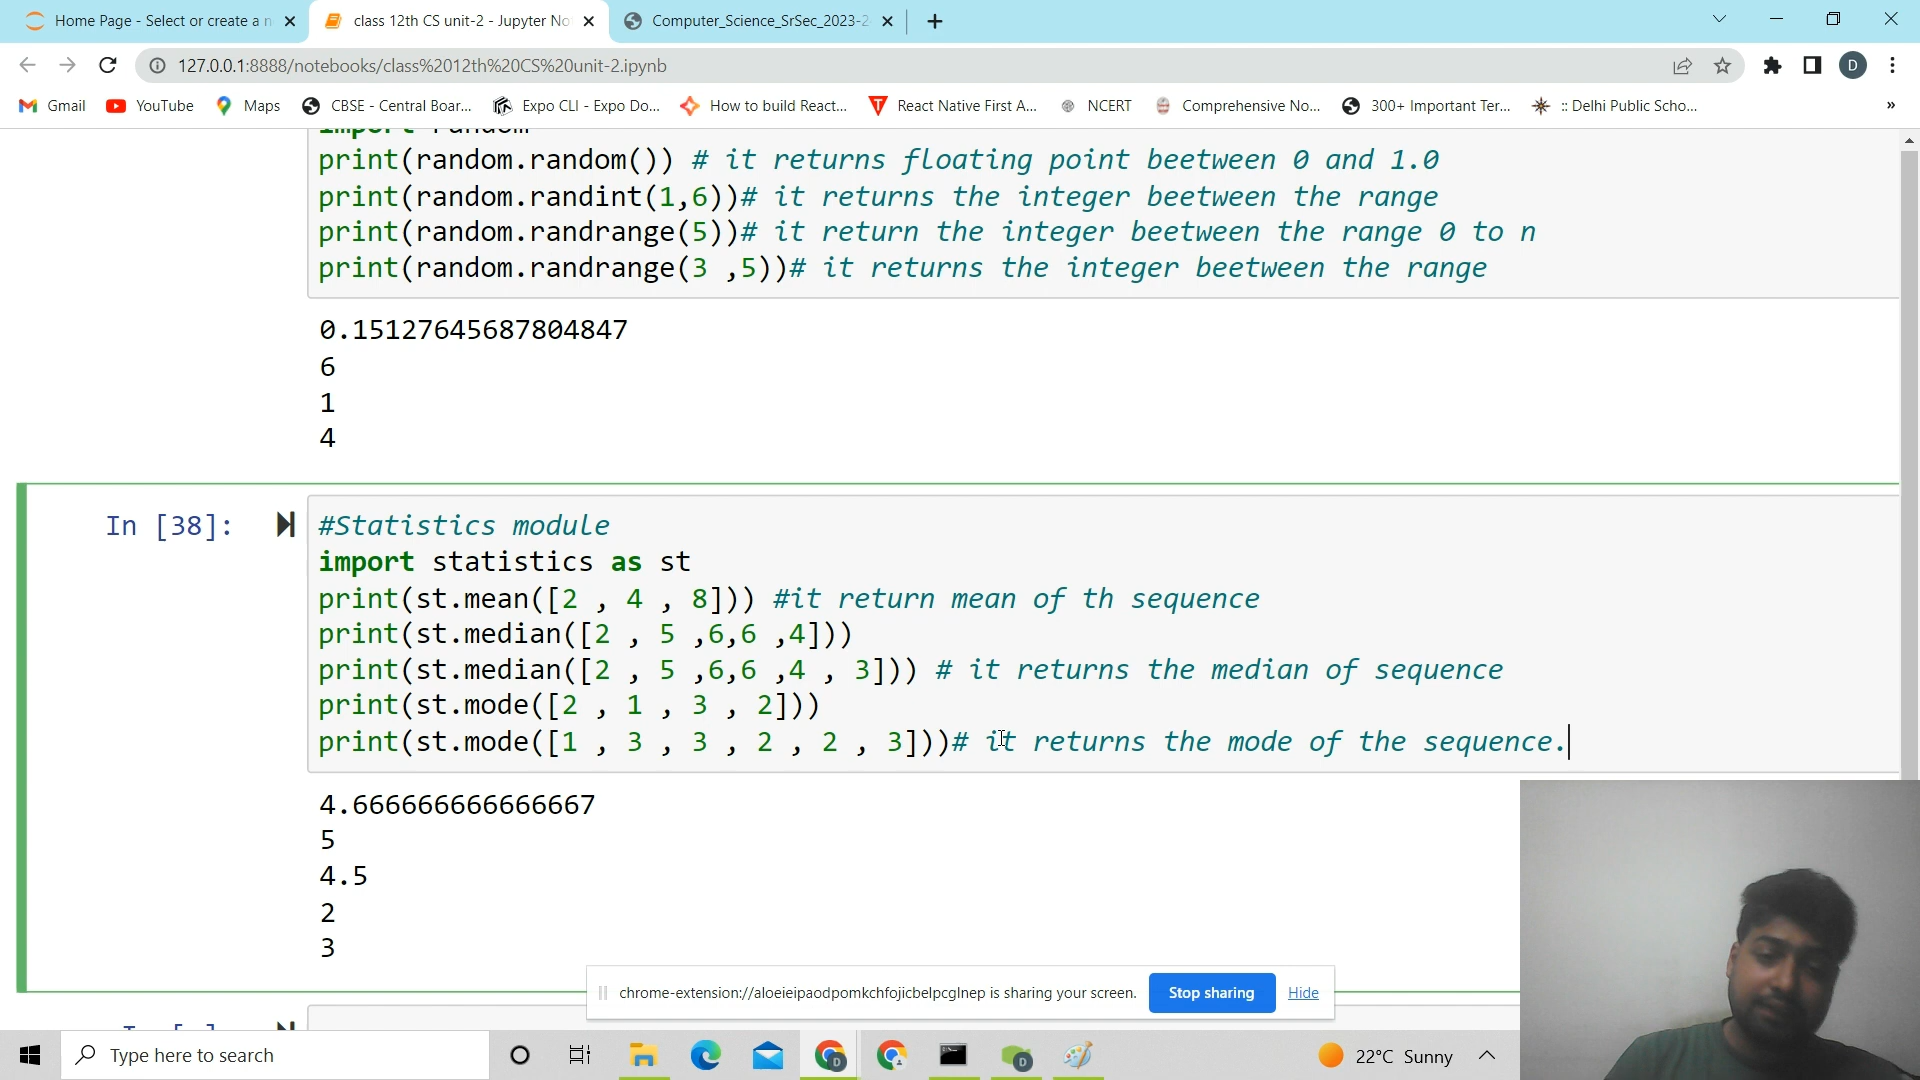 Home Page - Select or create a n
class 12th CS unit-2 - Jupyter No
Computer_Science_SrSec_2023-2
127.0.0.1:8888/notebooks/class%2012th%20CS%20unit-2.ipynb
D
Gmail
YouTube
Maps
CBSE - Central Boar...
Expo CLI - Expo Do...
How to build React...
React Native First A...
NCERT
Comprehensive No...
300+ Important Ter...
:: Delhi Public Scho...
»
import random
print(random.random()) # it returns floating point beetween 0 and 1.0
print(random.randint(1,6))# it returns the integer beetween the range
print(random.randrange(5))# it return the integer beetween the range 0 to n
print(random.randrange(3 ,5))# it returns the integer beetween the range
0.15127645687804847
6
1
4
In [38]:
#Statistics module
import statistics as st
print(st.mean([2 , 4 , 8])) #it return mean of th sequence
print(st.median([2 , 5 ,6,6 ,4]))
print(st.median([2 , 5 ,6,6 ,4 , 3])) # it returns the median of sequence
print(st.mode([2 , 1 , 3 , 2]))
print(st.mode([1 , 3 , 3 , 2 , 2 , 3]))# it returns the mode of the sequence.
4.666666666666667
5
4.5
2
3
chrome-extension://aloeieipaodpomkchfojicbelpcglnep is sharing your screen.
Stop sharing
Hide
Type here to search
22°C Sunny